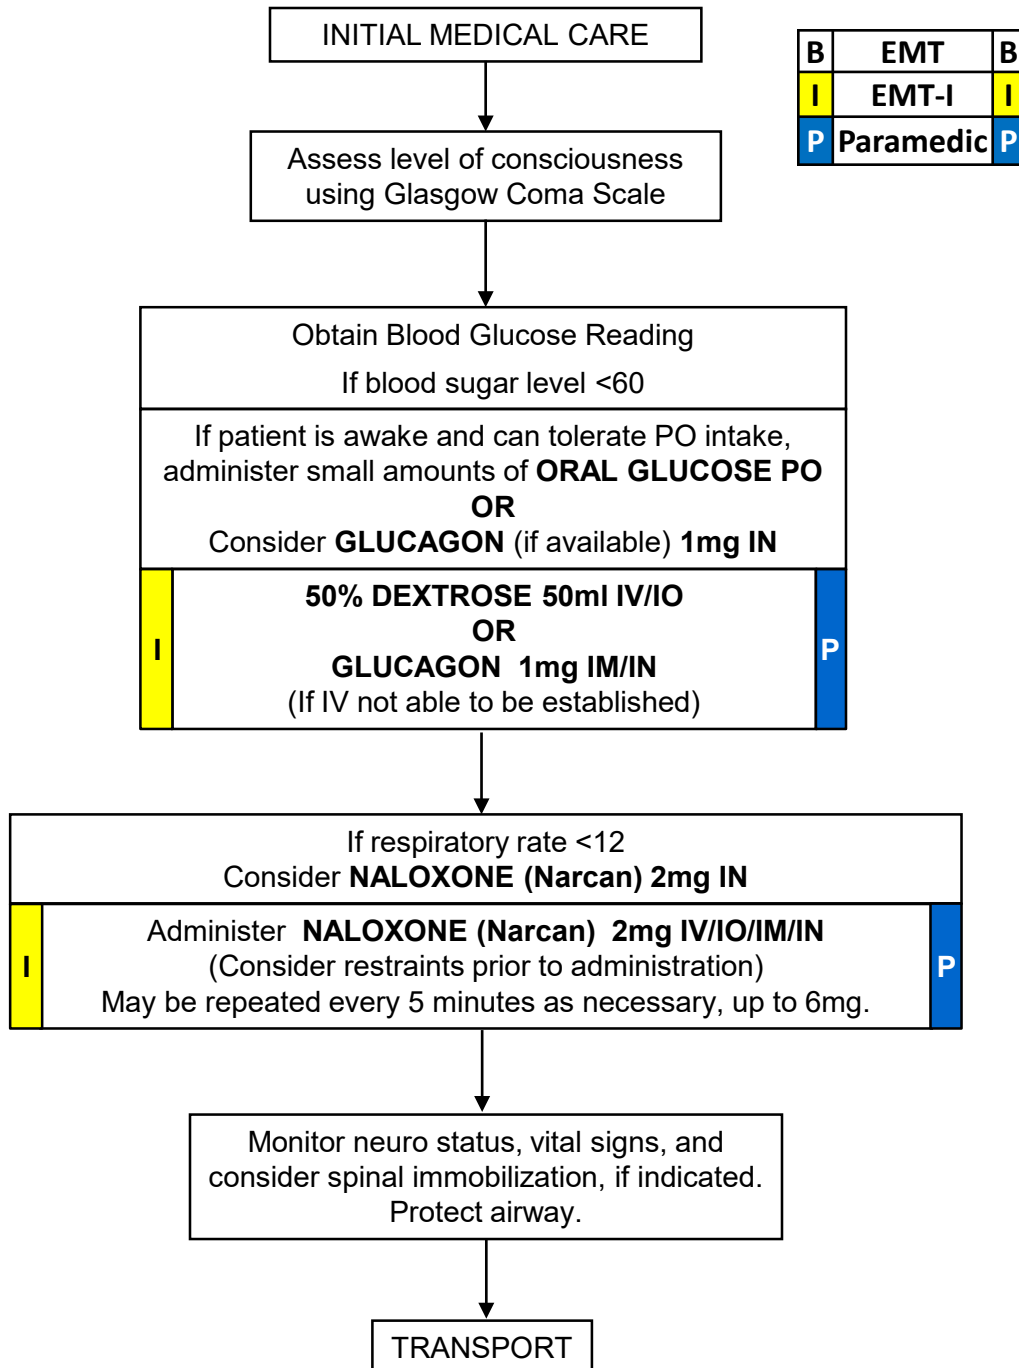 INITIAL MEDICAL CARE
B EMT B
I EMT-I I
P Paramedic P
Assess level of consciousness
using Glasgow Coma Scale
Obtain Blood Glucose Reading
If blood sugar level <60
If patient is awake and can tolerate PO intake,
administer small amounts of ORAL GLUCOSE PO
OR
Consider GLUCAGON (if available) 1mg IN
50% DEXTROSE 50ml IV/IO
OR
I GLUCAGON 1mg IM/IN P
(If IV not able to be established)
If respiratory rate <12
Consider NALOXONE (Narcan) 2mg IN
Administer NALOXONE (Narcan) 2mg IV/IO/IM/IN
I (Consider restraints prior to administration) P
May be repeated every 5 minutes as necessary, up to 6mg.
Monitor neuro status, vital signs, and
consider spinal immobilization, if indicated.
Protect airway.
TRANSPORT